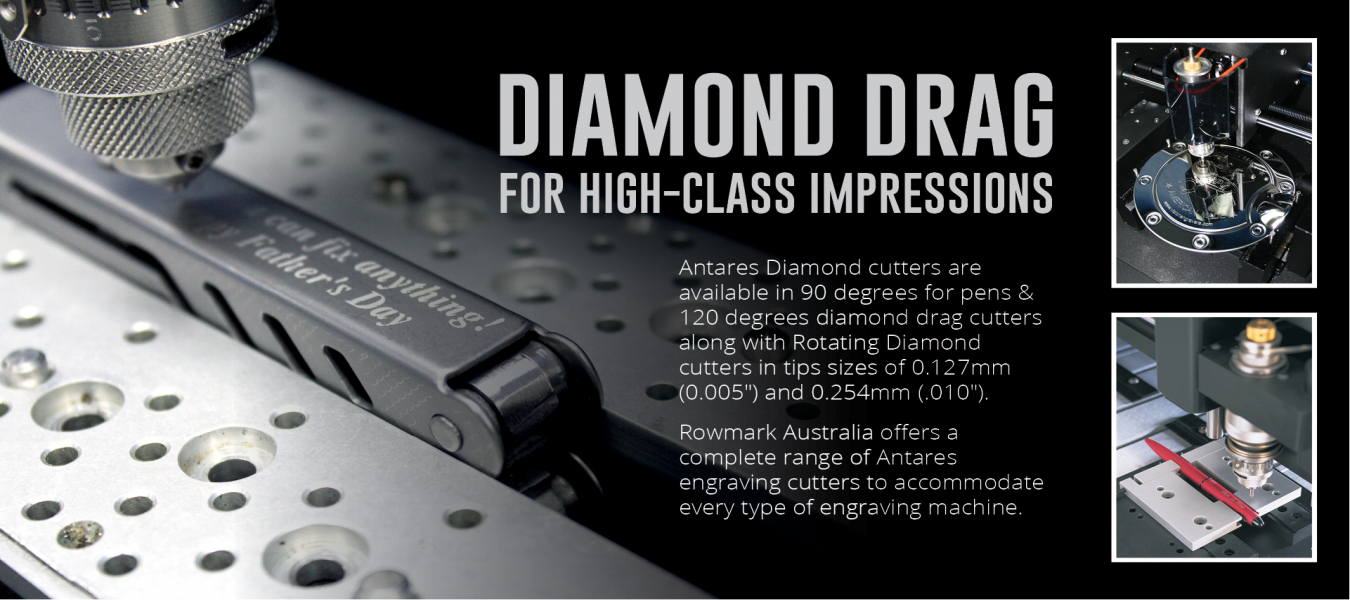 DIAMOND DRAG
FOR HIGH-CLASS IMPRESSIONS
Antares Diamond cutters are
available in 90 degrees for pens &
120 degrees diamond drag cutters
along with Rotating Diamond
cutters in tips sizes of 0.127mm
(0.005") and 0.254mm (.010").
Rowmark Australia offers a
complete range of Antares
engraving cutters to accommodate
every type of engraving machine.
I can fix anything!
Father's Day
10